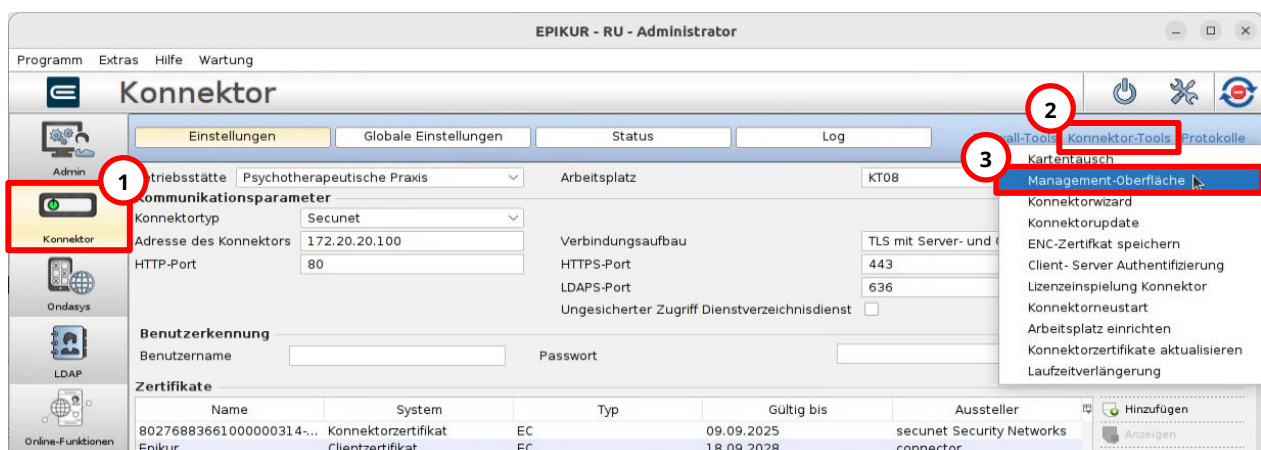 EPIKUR - RU - Administrator
Programm Extras Hilfe Wartung
Konnektor
2
Einstellungen Globale Einstellungen Status Log Konnektor-Tools Protokolle
3
Kartentausch
Admin
1
Psychotherapeutische Praxis Arbeitsplatz KT08
Management-Oberfläche
Kommunikationsparameter
Konnektorwizard
Konnektortyp Secunet
Konnektorupdate
Konnektor
Adresse des Konnektors 172.20.20.100 Verbindungsaufbau TLS mit Server- und
ENC-Zertifkat speichern
HTTP-Port 80 HTTPS-Port 443
Client- Server Authentifizierung
LDAPS-Port 636
Lizenzeinspielung Konnektor
Ondasys
Ungesicherter Zugriff Dienstverzeichnisdienst
Konnektorneustart
Benutzerkennung
Arbeitsplatz einrichten
Benutzername Passwort
Konnektorzertifikate aktualisieren
LDAP
Laufzeitverlängerung
Zertifikate
Name System Typ Gültig bis Aussteller Hinzufügen
80276883661000000314-... Konnektorzertifikat EC 09.09.2025 secunet Security Networks
Anzeigen
Online-Funktionen
Epikur Clientzertifikat EC 18.09.2028 connector